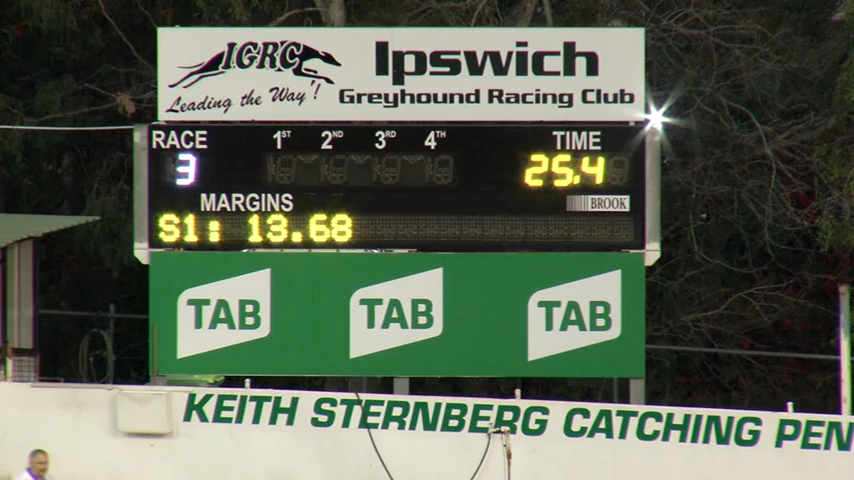 IGRC
Leading the Way'!
Ipswich
Greyhound Racing Club
RACE 1ST 2ND 3RD 4TH TIME
3 25.4
MARGINS BROOK
S1: 13.68
TAB TAB TAB
KEITH STERNBERG CATCHING PEN